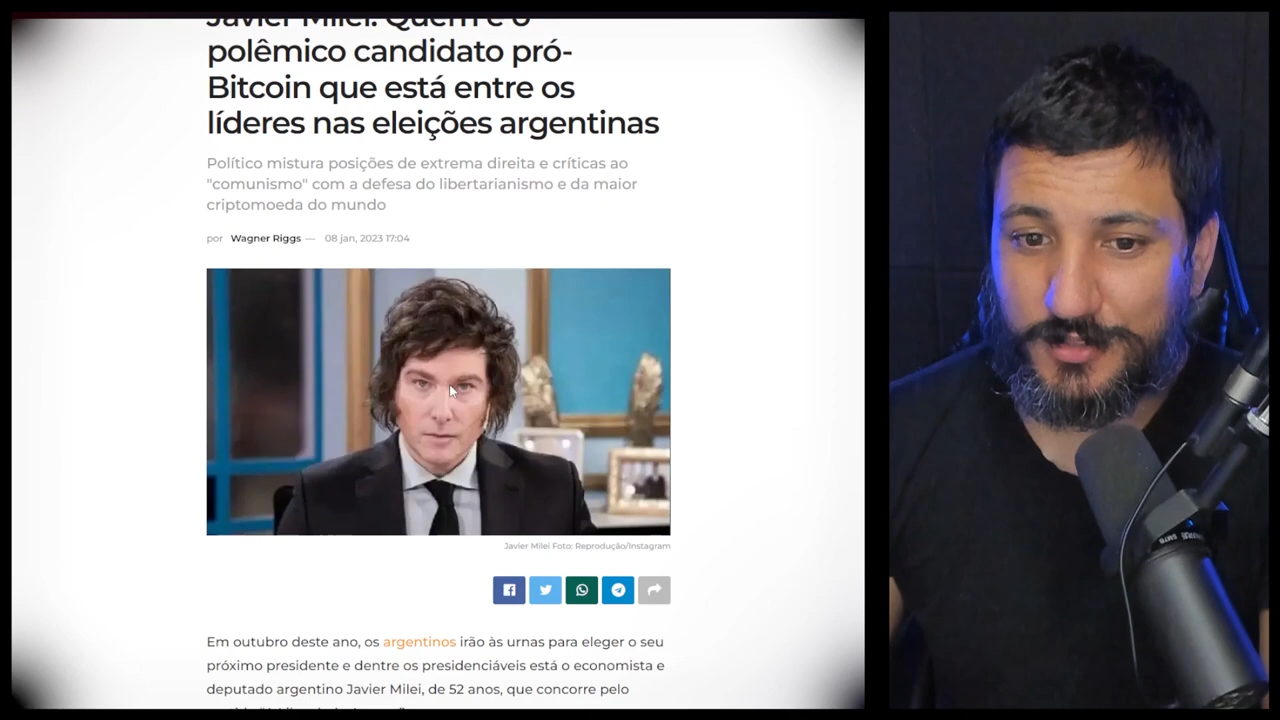 Javier Milei: Quem é o
polêmico candidato pró-
Bitcoin que está entre os
líderes nas eleições argentinas
Político mistura posições de extrema direita e críticas ao
"comunismo" com a defesa do libertarianismo e da maior
criptomoeda do mundo
por Wagner Riggs — 08 jan, 2023 17:04
Javier Milei Foto: Reprodução/Instagram
Em outubro deste ano, os argentinos irão às urnas para eleger o seu
próximo presidente e dentre os presidenciáveis está o economista e
deputado argentino Javier Milei, de 52 anos, que concorre pelo